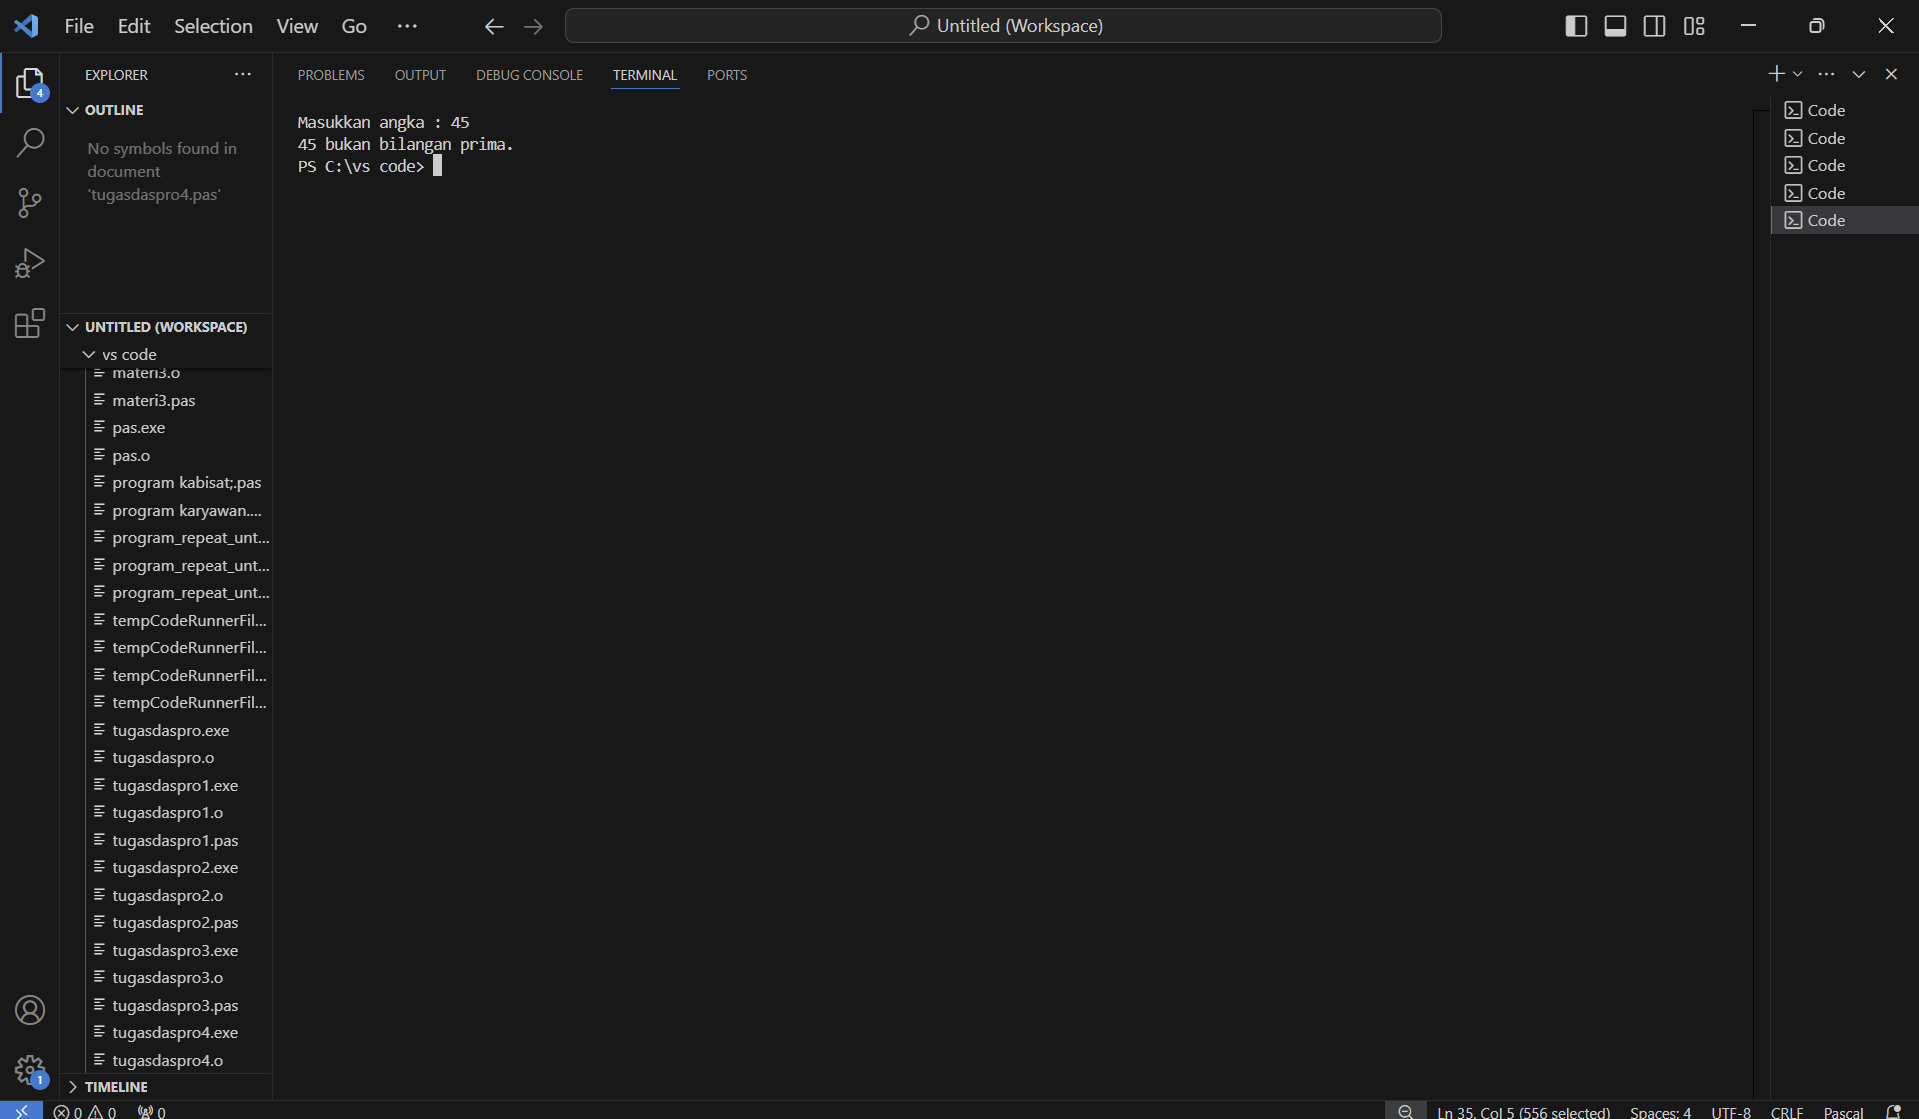 File Edit Selection View Go ··· Untitled (Workspace)
EXPLORER ···
OUTLINE
No symbols found in
document
'tugasdaspro4.pas'
UNTITLED (WORKSPACE)
vs code
materi3.o
materi3.pas
pas.exe
pas.o
program kabisat;.pas
program karyawan....
program_repeat_unt...
program_repeat_unt...
program_repeat_unt...
tempCodeRunnerFil...
tempCodeRunnerFil...
tempCodeRunnerFil...
tempCodeRunnerFil...
tugasdaspro.exe
tugasdaspro.o
tugasdaspro1.exe
tugasdaspro1.o
tugasdaspro1.pas
tugasdaspro2.exe
tugasdaspro2.o
tugasdaspro2.pas
tugasdaspro3.exe
tugasdaspro3.o
tugasdaspro3.pas
tugasdaspro4.exe
tugasdaspro4.o
TIMELINE
4
1
PROBLEMS OUTPUT DEBUG CONSOLE TERMINAL PORTS
Masukkan angka : 45
45 bukan bilangan prima.
PS C:\vs code>
Code
Code
Code
Code
Code
0 0 0 Ln 35, Col 5 (556 selected) Spaces: 4 UTF-8 CRLF Pascal